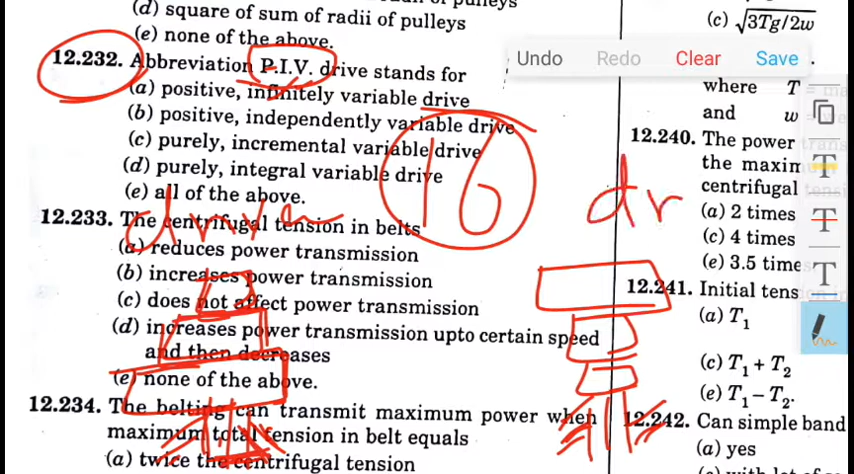 (d) square of sum of radii of pulleys
(e) none of the above.
12.232. Abbreviation P.I.V. drive stands for
(a) positive, infinitely variable drive
(b) positive, independently variable drive
(c) purely, incremental variable drive
(d) purely, integral variable drive
(e) all of the above.
16
12.233. The centrifugal tension in belts
(a) reduces power transmission
(b) increases power transmission
(c) does not affect power transmission
(d) increases power transmission upto certain speed
and then decreases
(e) none of the above.
12.234. The belting can transmit maximum power when
maximum total tension in belt equals
(a) twice the centrifugal tension
(c) √3Tg/2w
Undo Redo Clear Save
where T
and w
12.240. The power
the maxim
centrifugal
(a) 2 times
(c) 4 times
(e) 3.5 time
dr
12.241. Initial tens
(a) T1
(c) T1 + T2
(e) T1 – T2.
12.242. Can simple band
(a) yes